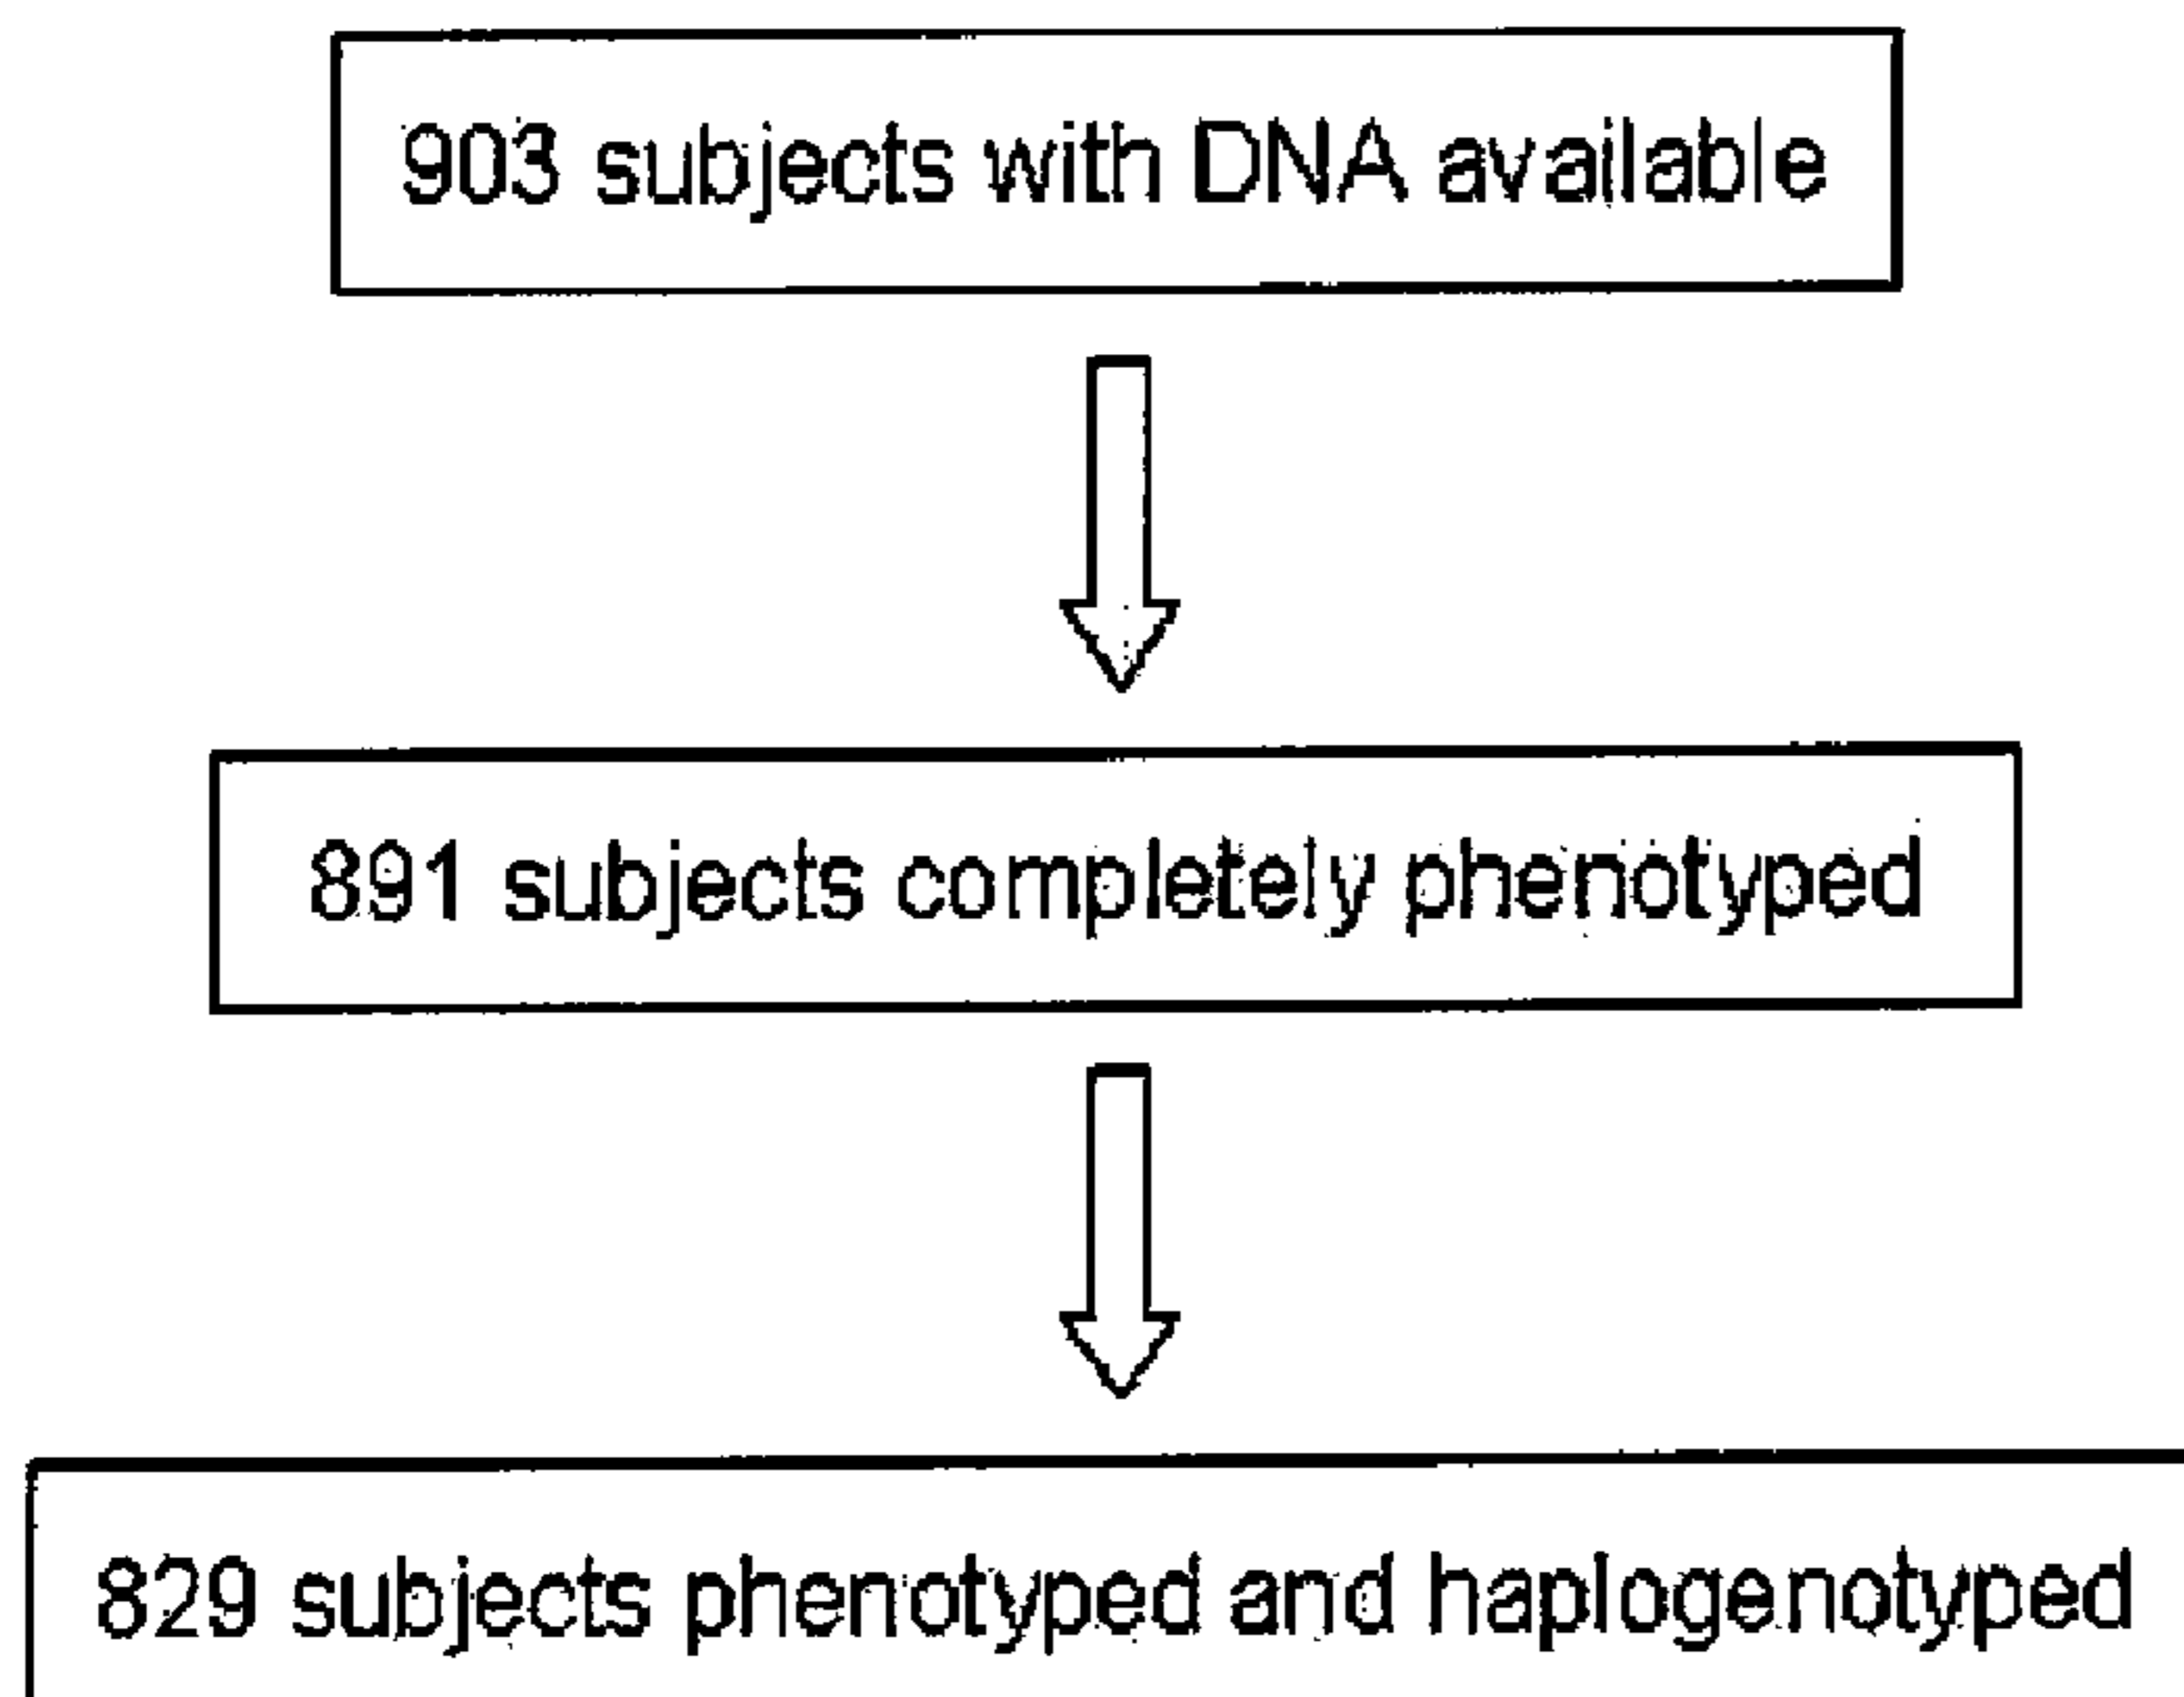 903 subjects with DNA available
891 subjects completely phenotyped
829 subjects phenotyped and haplogenotyped